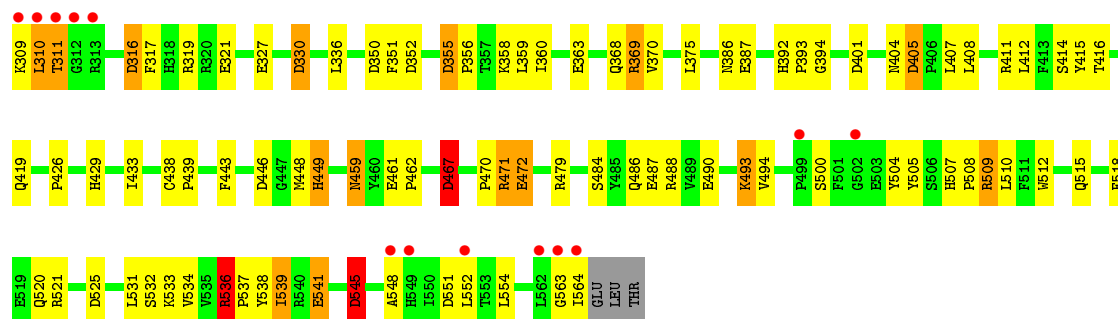 K309 L310 T311 G312 R313 D316 F317 H318 R319 R320 E321 E327 D330 L336 D350 F351 D352 D355 P356 T357 K358 L359 I360 E363 Q368 R369 V370 L375 N386 E387 H392 P393 G394 D401 N404 D405 P406 L407 L408 R411 L412 F413 S414 Y415 T416
Q419 P426 H429 I433 C438 P439 F443 D446 G447 M448 H449 N459 Y460 E461 P462 D467 P470 R471 E472 R479 S484 Y485 Q486 E487 R488 V489 E490 K493 V494 P499 S500 F501 G502 E503 Y504 Y505 S506 H507 P508 R509 L510 F511 W512 Q515 E518
E519 Q520 R521 D525 L531 S532 K533 V534 V535 R536 P537 Y538 I539 R540 E541 D545 A548 H549 I550 D551 L552 T553 L554 L562 G563 I564 GLU LEU THR